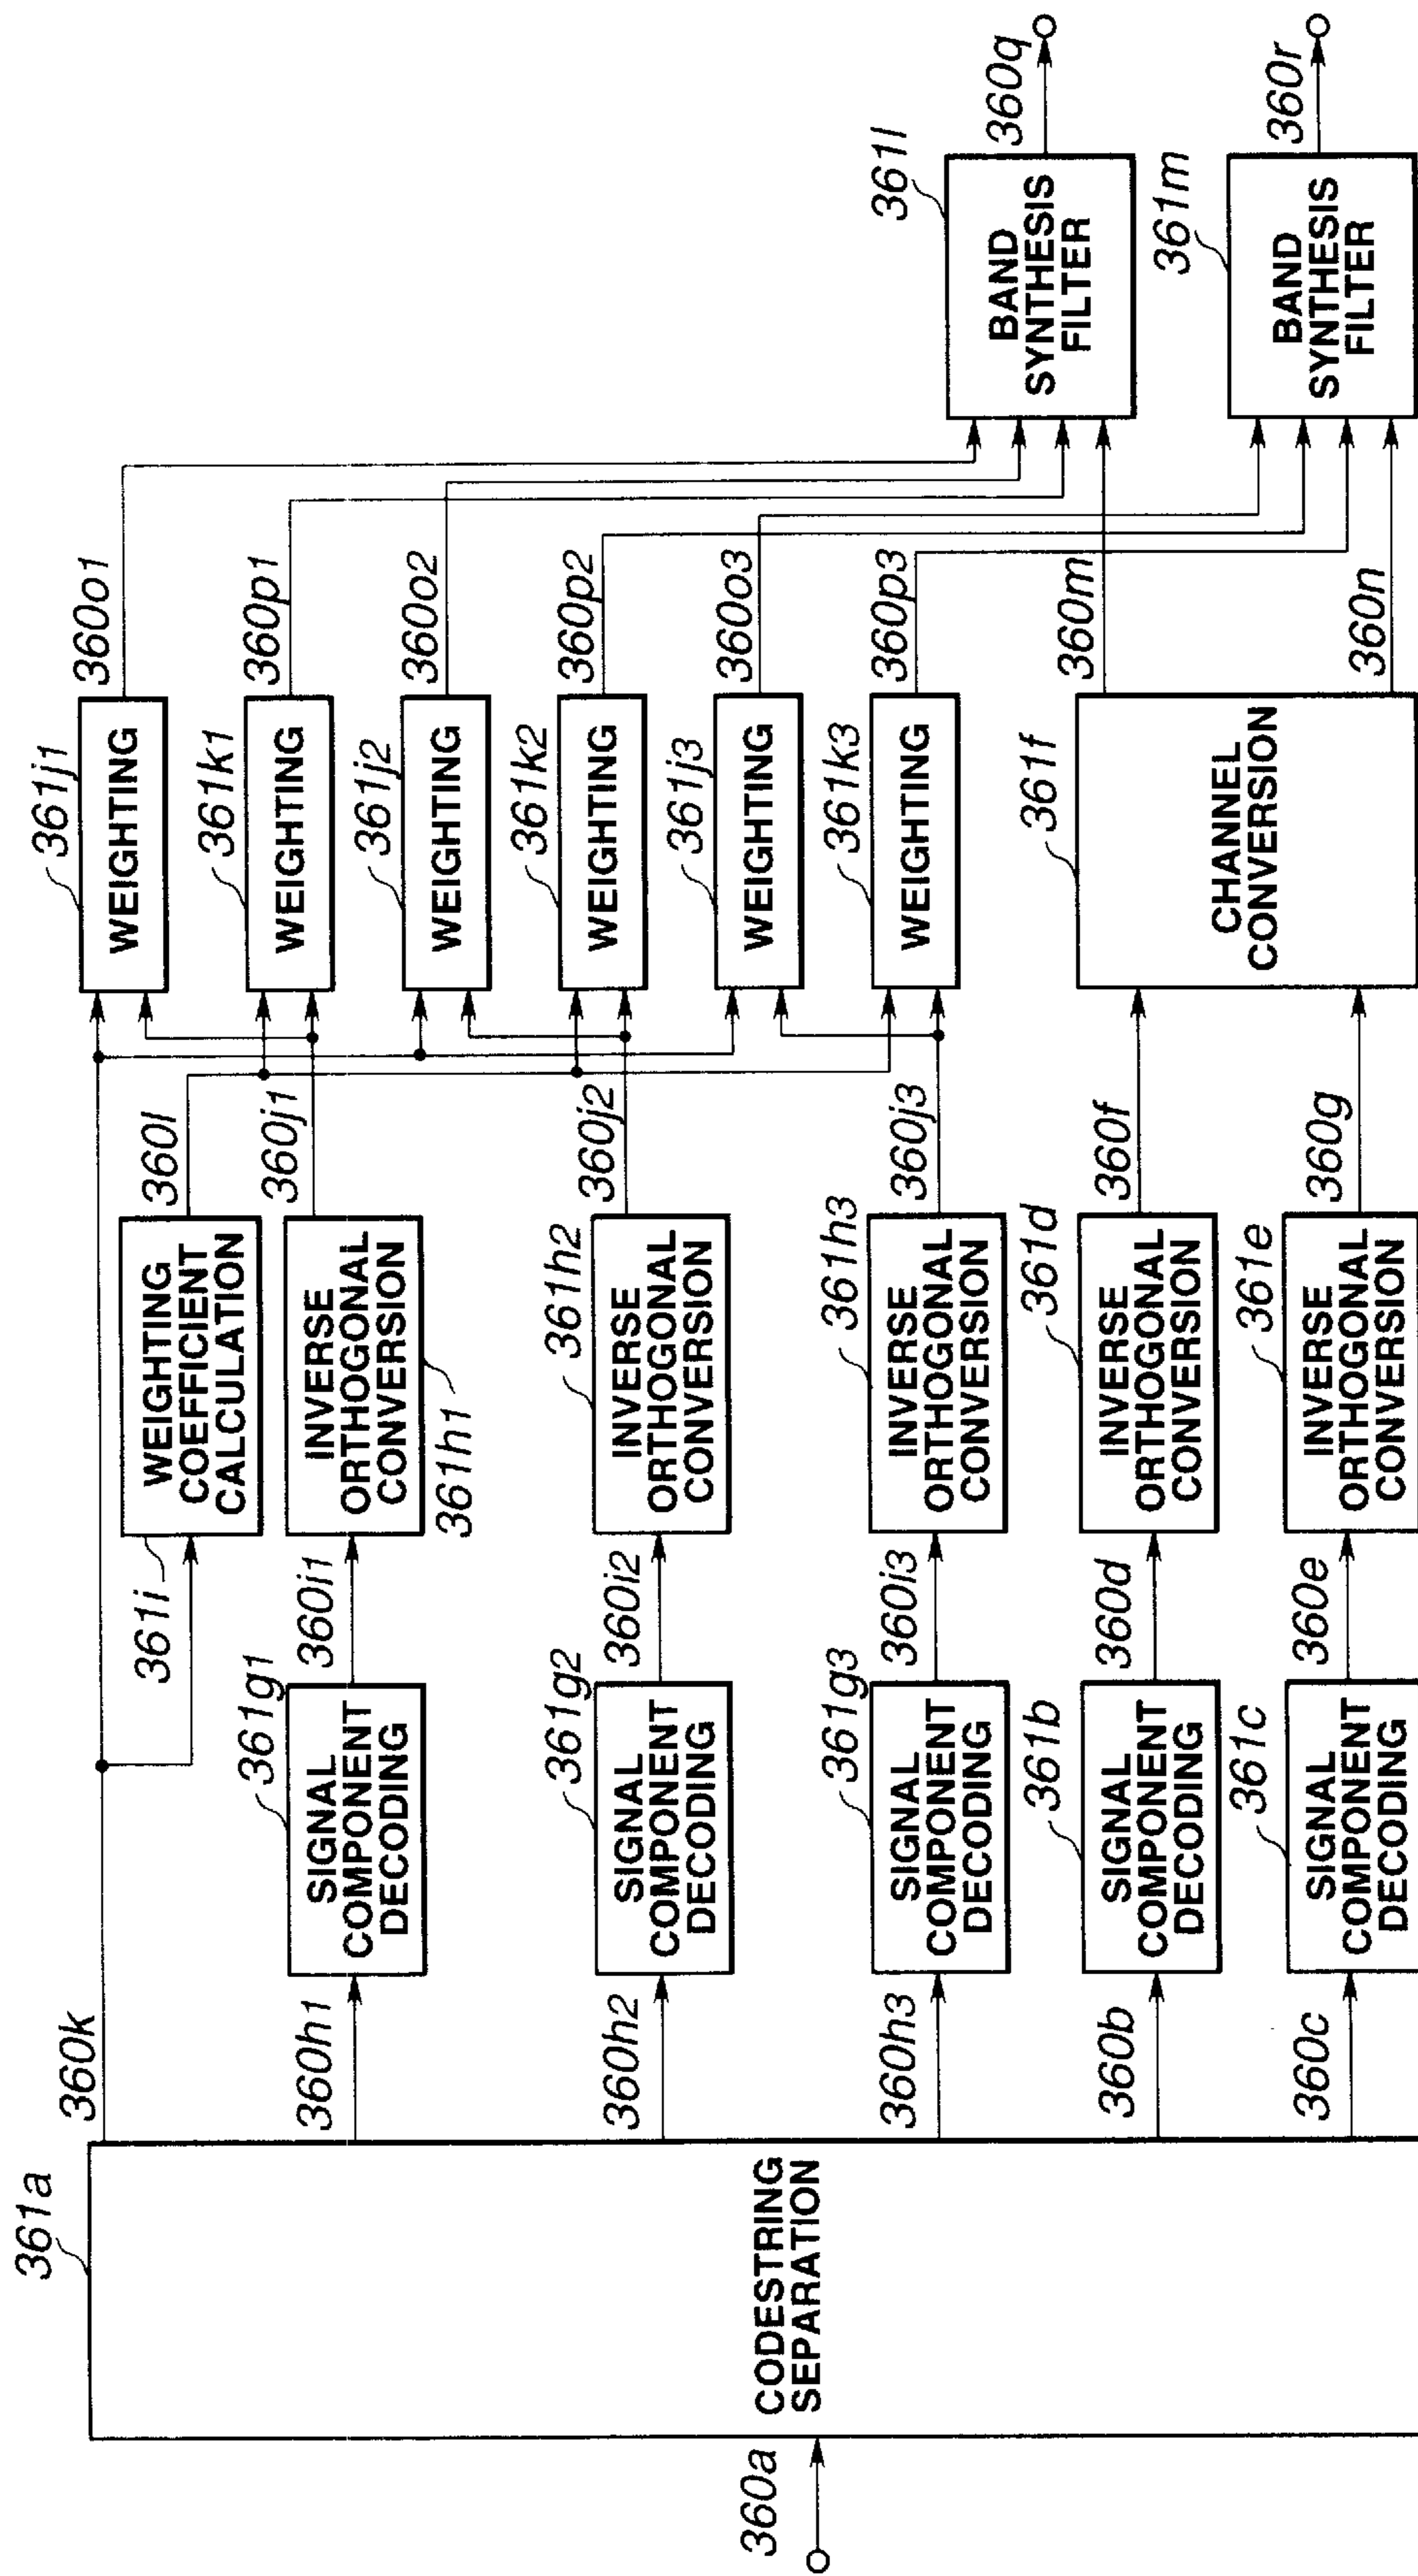 360a
361a
CODESTRING
SEPARATION
360k
360h1
360h2
360h3
360b
360c
361g1
SIGNAL
COMPONENT
DECODING
361g2
SIGNAL
COMPONENT
DECODING
361g3
SIGNAL
COMPONENT
DECODING
361b
SIGNAL
COMPONENT
DECODING
361c
SIGNAL
COMPONENT
DECODING
361i
360i1
360i2
360i3
360d
360e
WEIGHTING
COEFFICIENT
CALCULATION
INVERSE
ORTHOGONAL
CONVERSION
361h1
361h2
INVERSE
ORTHOGONAL
CONVERSION
361h3
INVERSE
ORTHOGONAL
CONVERSION
361d
INVERSE
ORTHOGONAL
CONVERSION
361e
INVERSE
ORTHOGONAL
CONVERSION
360l
360j1
360j2
360j3
360f
360g
361j1
WEIGHTING
361k1
WEIGHTING
361j2
WEIGHTING
361k2
WEIGHTING
361j3
WEIGHTING
361k3
WEIGHTING
361f
CHANNEL
CONVERSION
360o1
360p1
360o2
360p2
360o3
360p3
360m
360n
361l
BAND
SYNTHESIS
FILTER
361m
BAND
SYNTHESIS
FILTER
360q
360r